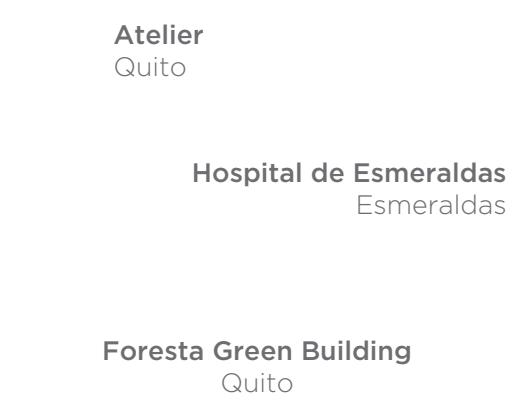 Atelier
Quito
Hospital de Esmeraldas
Esmeraldas
Foresta Green Building
Quito